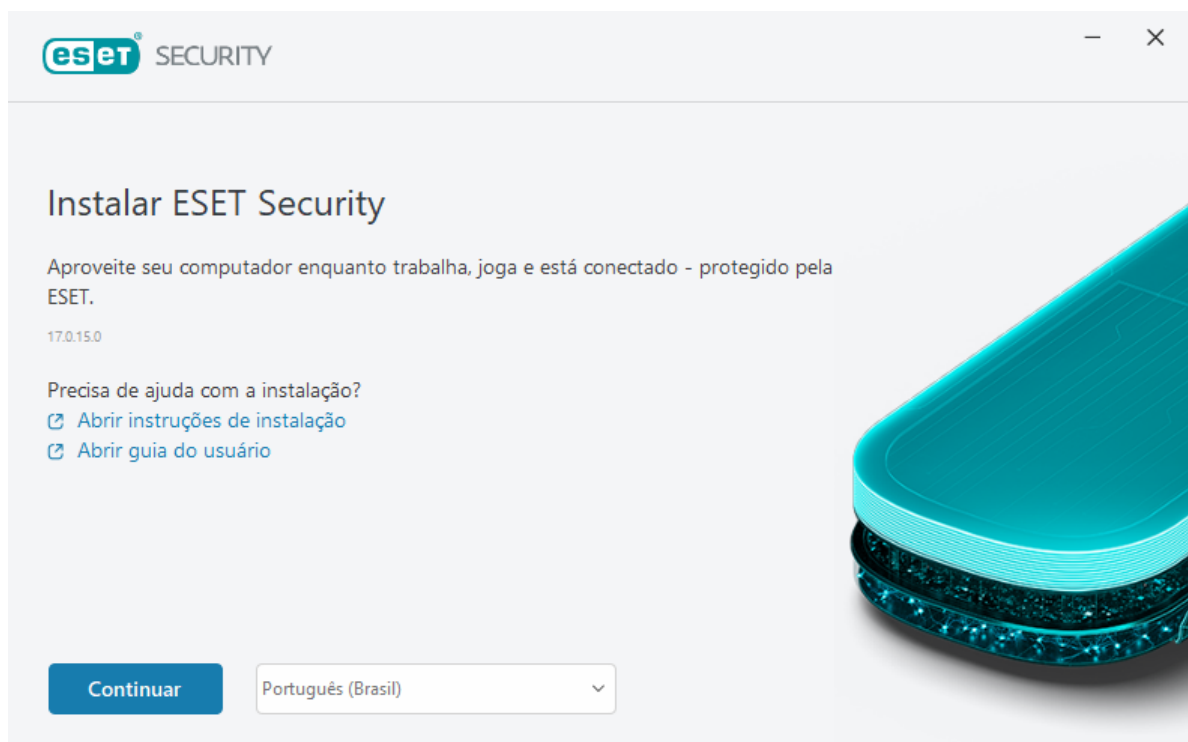 eset® SECURITY
Instalar ESET Security
Aproveite seu computador enquanto trabalha, joga e está conectado - protegido pela
ESET.
17.0.15.0
Precisa de ajuda com a instalação?
Abrir instruções de instalação
Abrir guia do usuário
Continuar
Português (Brasil)